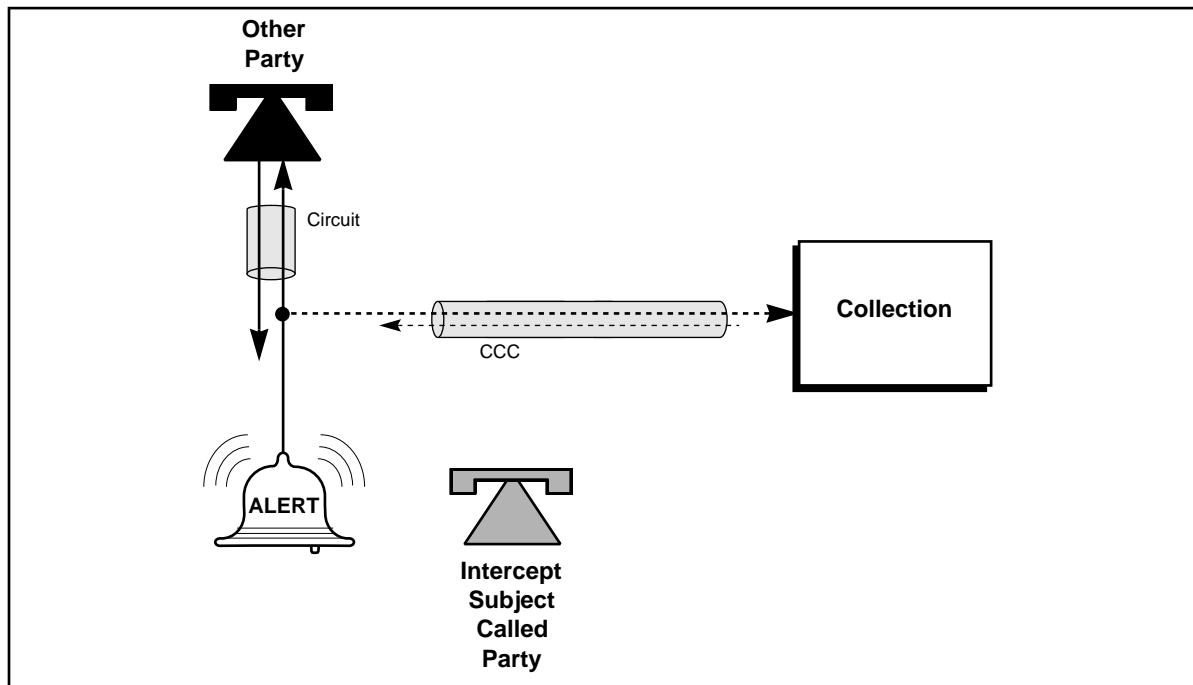 Other
Party
Circuit
Collection
CCC
ALERT
Intercept
Subject
Called
Party